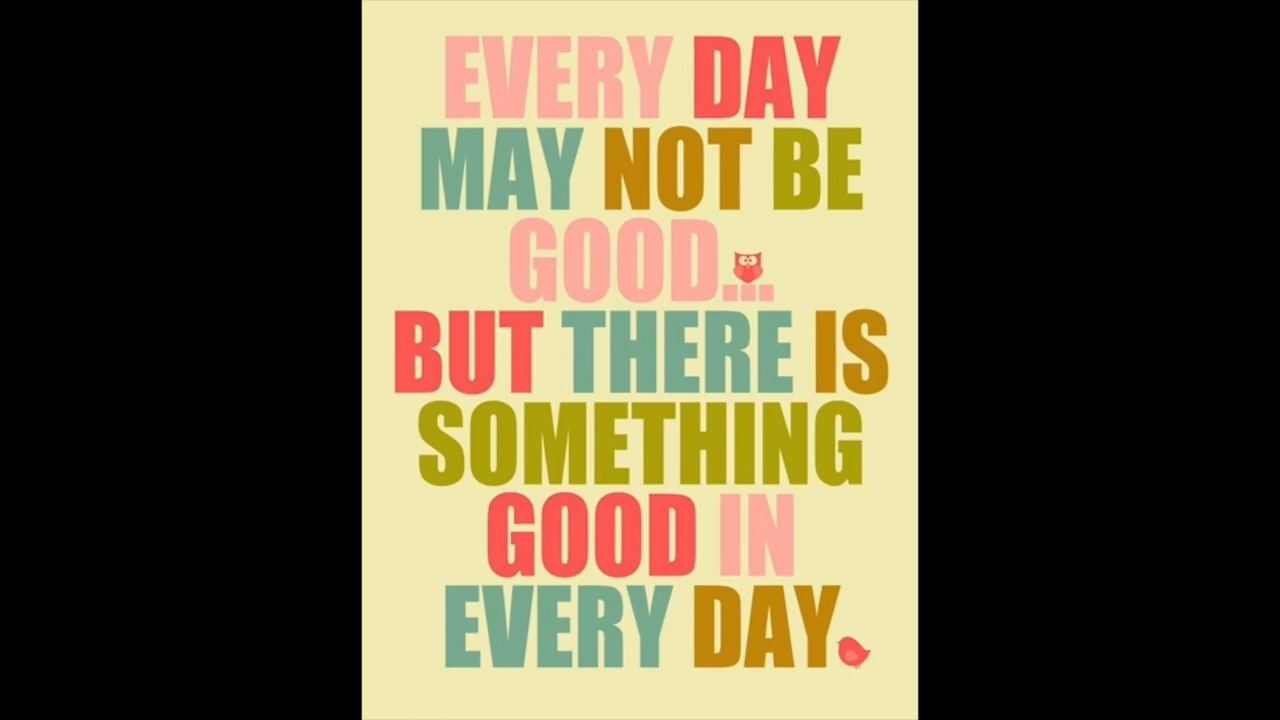 EVERY DAY
MAY NOT BE
GOOD...
BUT THERE IS
SOMETHING
GOOD IN
EVERY DAY